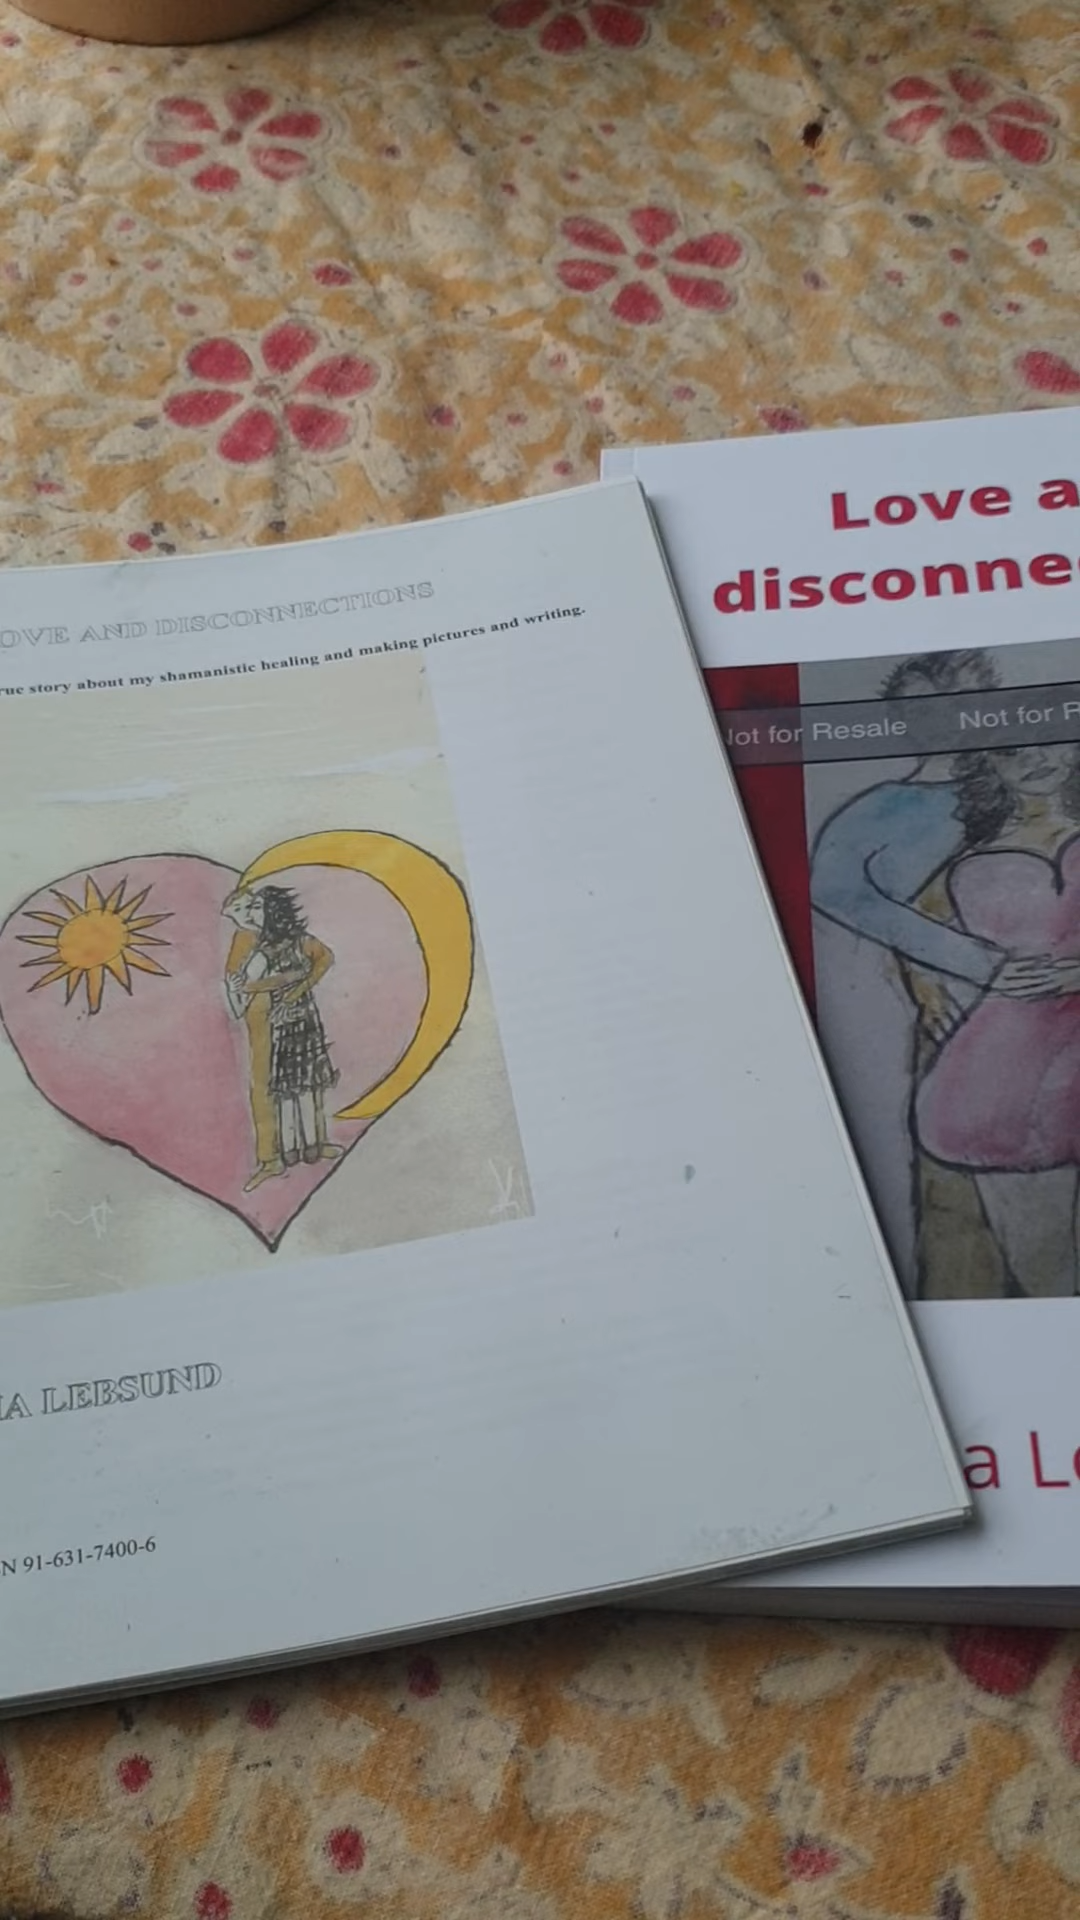 OVE AND DISCONNECTIONS
rue story about my shamanistic healing and making pictures and writing.
A LEBSUND
N 91-631-7400-6
Love a
disconne
Not for Resale Not for R
a L